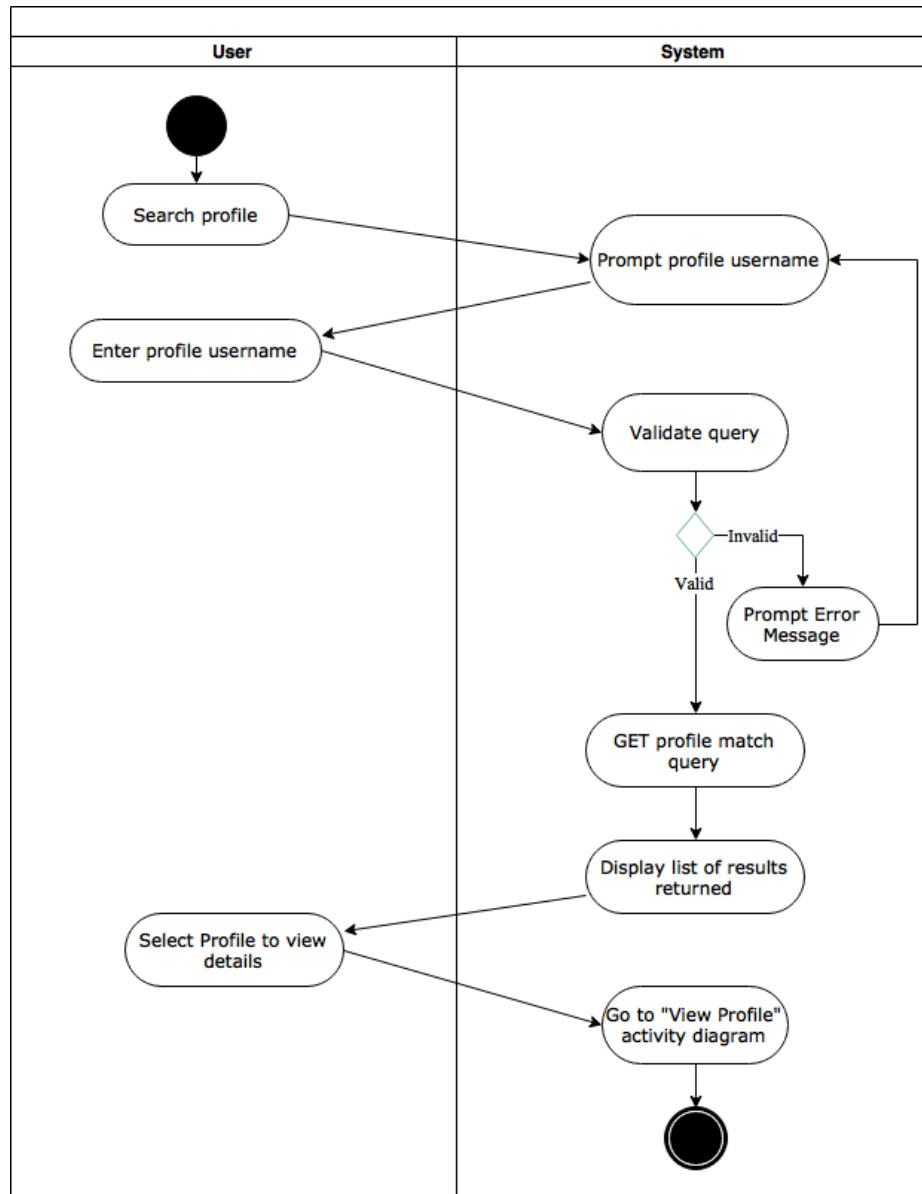 User
System
Search profile
Prompt profile username
Enter profile username
Validate query
Invalid
Valid
Prompt Error
Message
GET profile match
query
Display list of results
returned
Select Profile to view
details
Go to "View Profile"
activity diagram